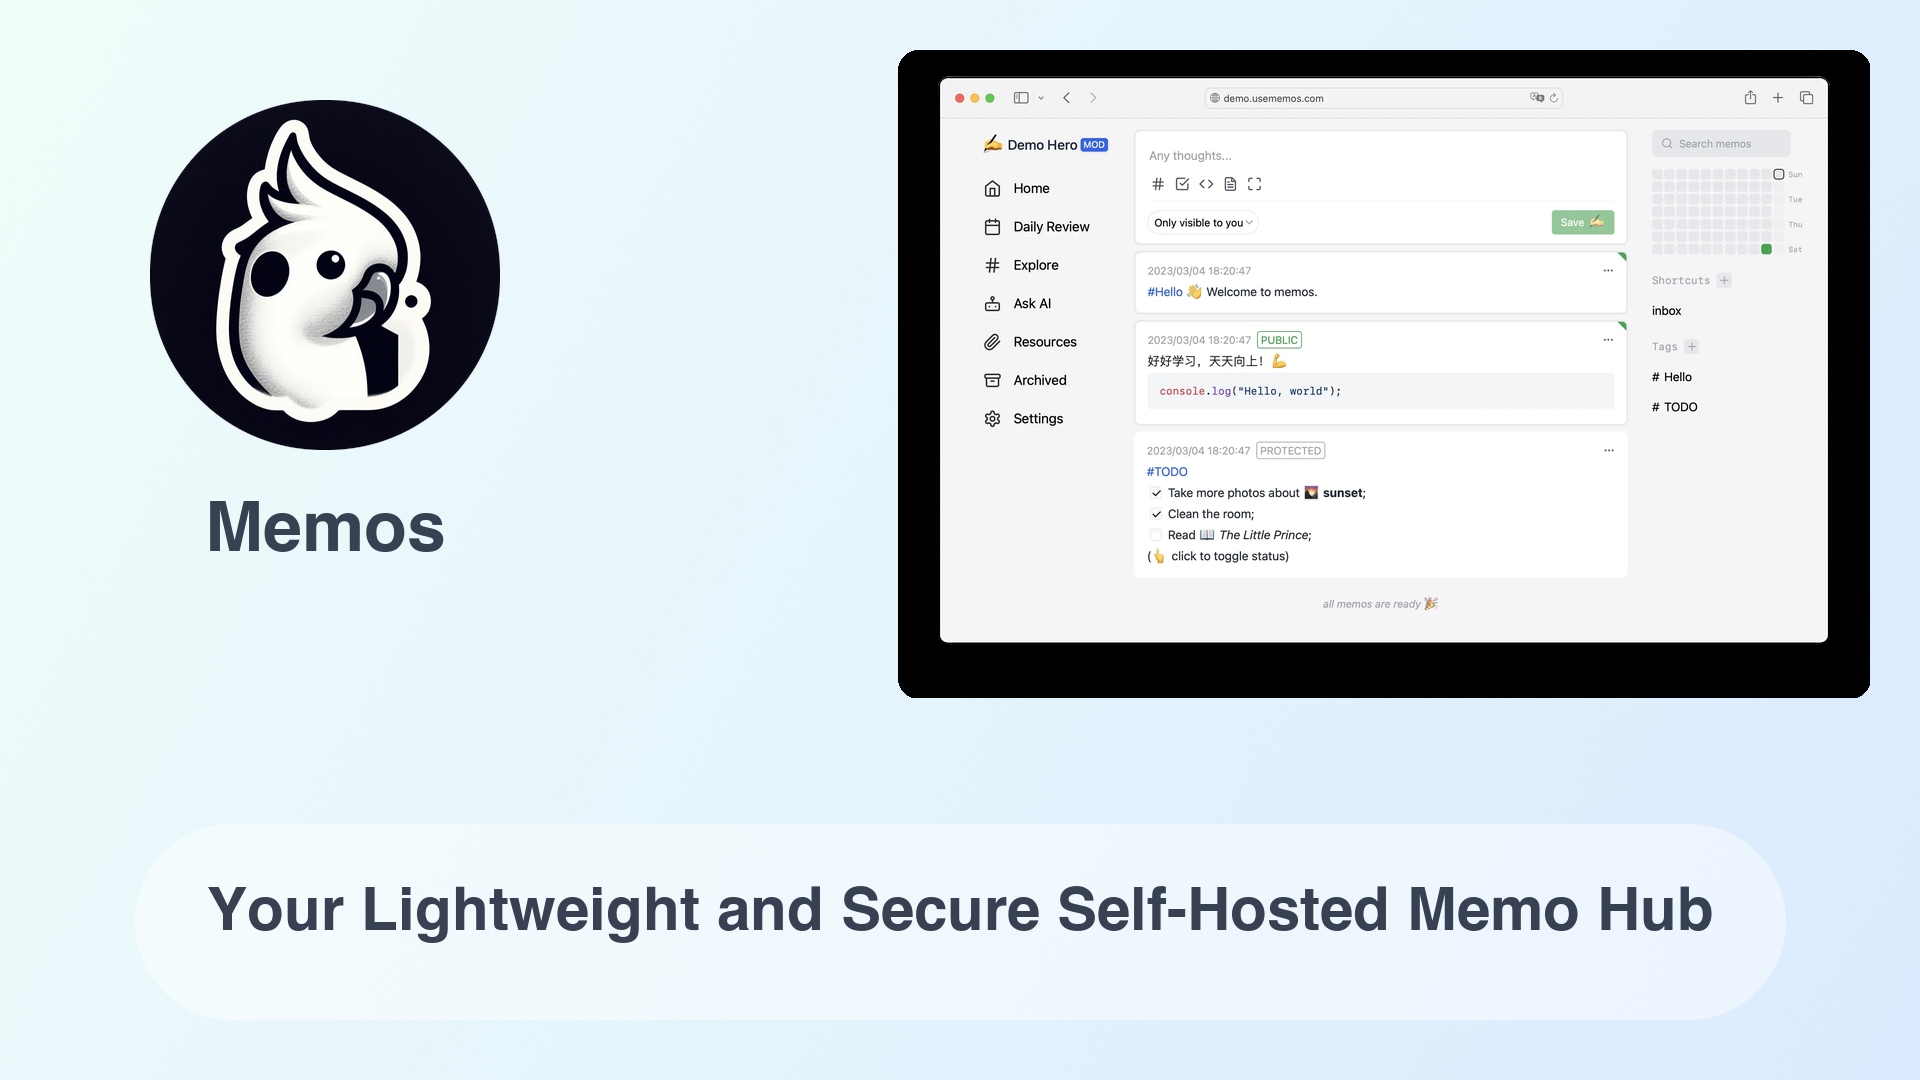 Memos
demo.usememos.com
Demo Hero MOD
Home
Daily Review
Explore
Ask AI
Resources
Archived
Settings
Any thoughts...
Only visible to you
Save ✍️
2023/03/04 18:20:47
#Hello 👋 Welcome to memos.
2023/03/04 18:20:47 PUBLIC
好好学习，天天向上！💪
console.log("Hello, world");
2023/03/04 18:20:47 PROTECTED
#TODO
Take more photos about 🌄 sunset;
Clean the room;
Read 📖 The Little Prince;
(👆 click to toggle status)
all memos are ready 🎉
Search memos
Sun
Tue
Thu
Sat
Shortcuts
inbox
Tags
# Hello
# TODO
Your Lightweight and Secure Self-Hosted Memo Hub